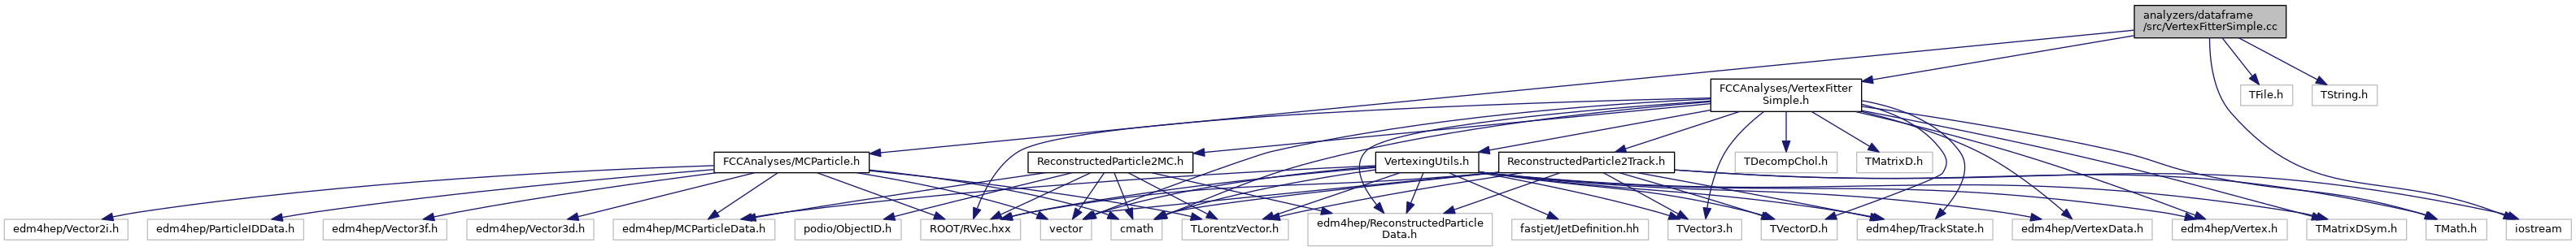 analyzers/dataframe
/src/VertexFitterSimple.cc
FCCAnalyses/VertexFitter
Simple.h
TFile.h
TString.h
FCCAnalyses/MCParticle.h
ReconstructedParticle2MC.h
VertexingUtils.h
ReconstructedParticle2Track.h
TDecompChol.h
TMatrixD.h
edm4hep/Vector2i.h
edm4hep/ParticleIDData.h
edm4hep/Vector3f.h
edm4hep/Vector3d.h
edm4hep/MCParticleData.h
podio/ObjectID.h
ROOT/RVec.hxx
vector
cmath
TLorentzVector.h
edm4hep/ReconstructedParticle
Data.h
fastjet/JetDefinition.hh
TVector3.h
TVectorD.h
edm4hep/TrackState.h
edm4hep/VertexData.h
edm4hep/Vertex.h
TMatrixDSym.h
TMath.h
iostream